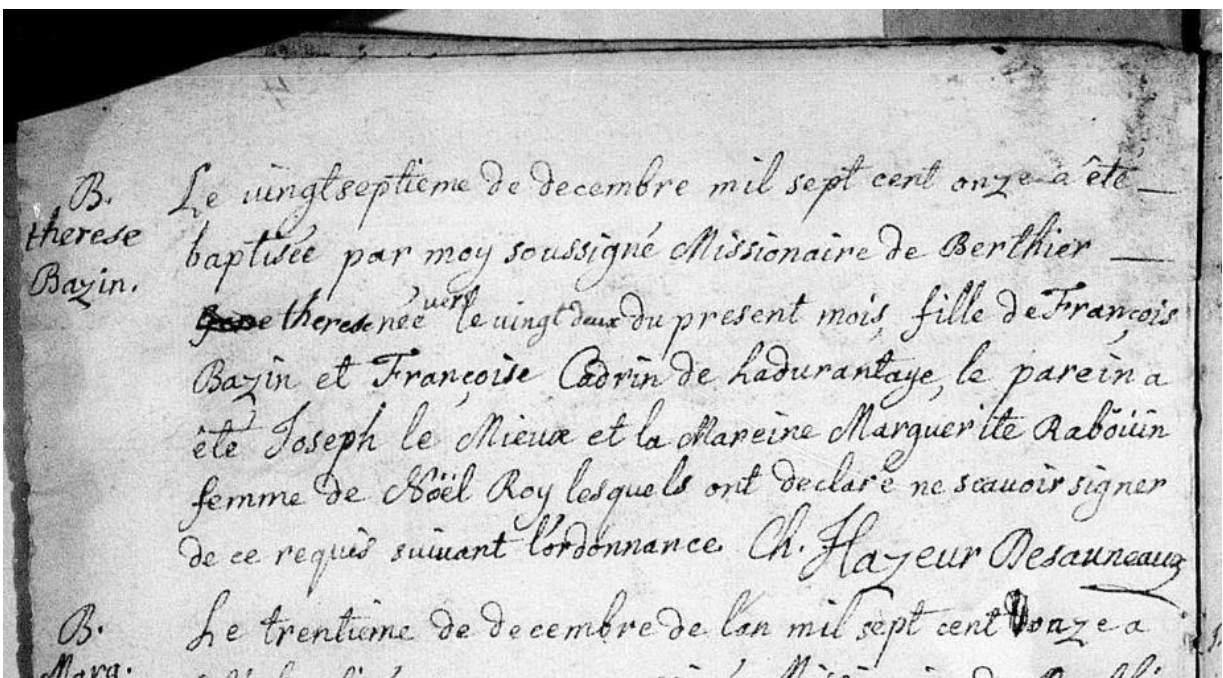 B.
therese
Bazin.
Le vingtseptieme de decembre mil sept cent onze a été
baptisée par moy soussigné Missionaire de Berthier
therese née vers le vingt deux du present mois, fille de François
Bazin et Françoise Cadrin de Ladurantaye, le parein a
été Joseph le Mieux et la Mareine Marguerite Raboüin
femme de Nöël Roy lesquels ont declaré ne scavoir signer
de ce requis suivant l'ordonnance. Ch. Hazeur Desauneaux
B.
Marg.
Le trentieme de decembre de l'an mil sept cent onze a